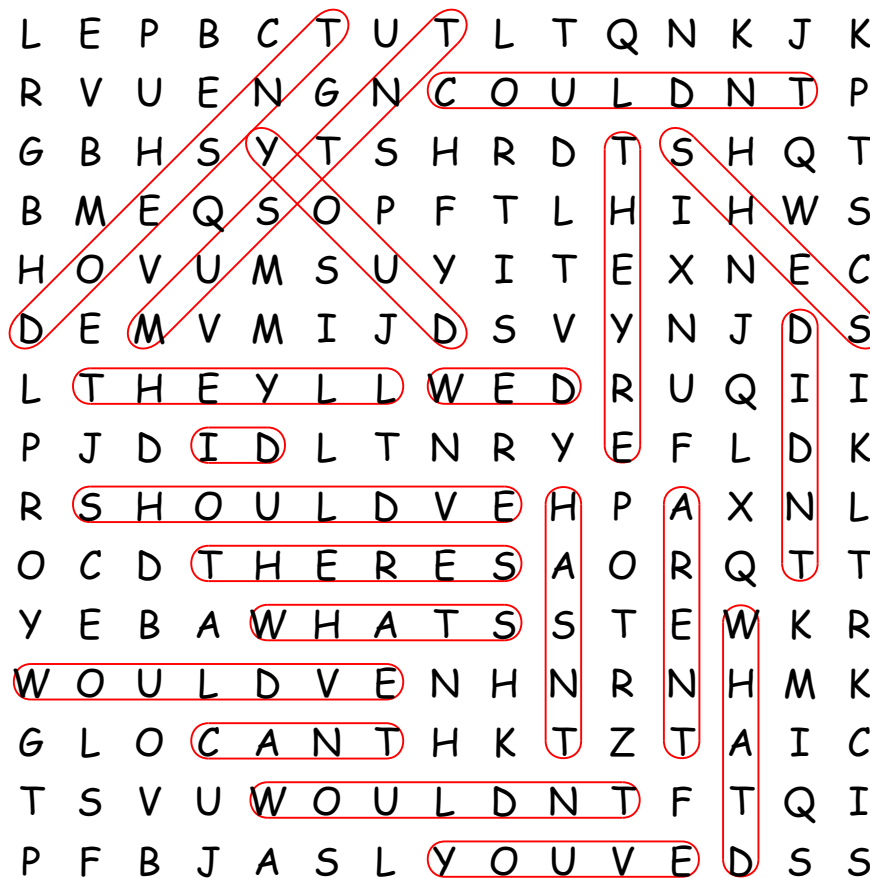 L E P B C T U T L T Q N K J K
R V U E N G N C O U L D N T P
G B H S Y T S H R D T S H Q T
B M E Q S O P F T L H I H W S
H O V U M S U Y I T E X N E C
D E M V M I J D S V Y N J D S
L T H E Y L L W E D R U Q I I
P J D I D L T N R Y E F L D K
R S H O U L D V E H P A X N L
O C D T H E R E S A O R Q T T
Y E B A W H A T S S T E W K R
W O U L D V E N H N R N H M K
G L O C A N T H K T Z T A I C
T S V U W O U L D N T F T Q I
P F B J A S L Y O U V E D S S